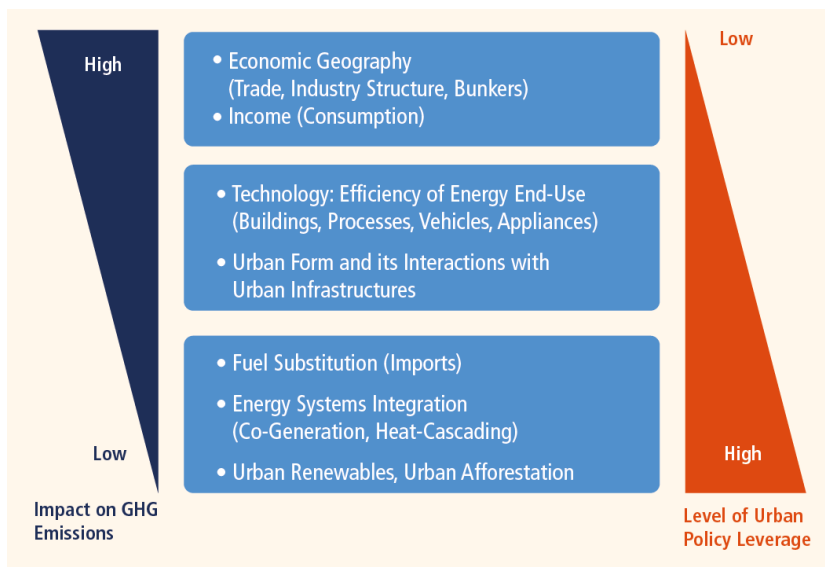 High
Low
Impact on GHG
Emissions
• Economic Geography
(Trade, Industry Structure, Bunkers)
• Income (Consumption)
• Technology: Efficiency of Energy End-Use
(Buildings, Processes, Vehicles, Appliances)
• Urban Form and its Interactions with
Urban Infrastructures
• Fuel Substitution (Imports)
• Energy Systems Integration
(Co-Generation, Heat-Cascading)
• Urban Renewables, Urban Afforestation
Low
High
Level of Urban
Policy Leverage